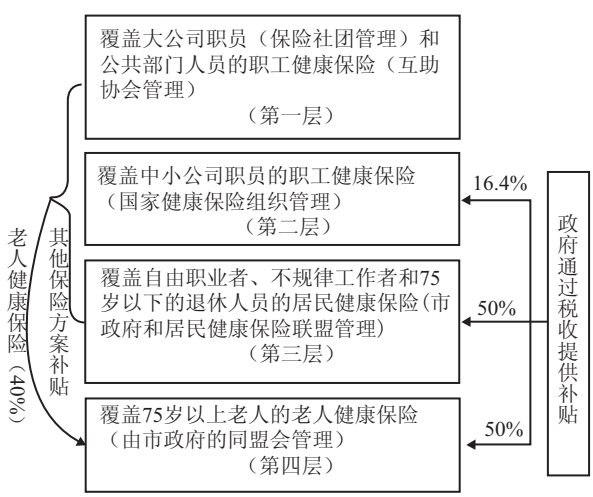 覆盖大公司职员（保险社团管理）和
公共部门人员的职工健康保险（互助
协会管理）
（第一层）
覆盖中小公司职员的职工健康保险
（国家健康保险组织管理）
（第二层）
16.4%
覆盖自由职业者、不规律工作者和75
岁以下的退休人员的居民健康保险(市
政府和居民健康保险联盟管理)
（第三层）
50%
覆盖75岁以上老人的老人健康保险
（由市政府的同盟会管理）
（第四层）
50%
老人健康保险（40%）
其他保险方案补贴
政府通过税收提供补贴